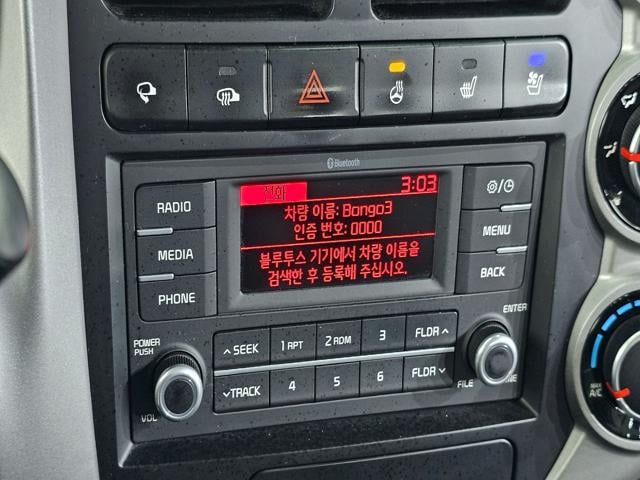 Bluetooth
전화 3:03
차량 이름: Bongo3
인증 번호: 0000
블루투스 기기에서 차량 이름을
검색한 후 등록해 주십시오.
RADIO
MEDIA
PHONE
MENU
BACK
POWER
PUSH
VOL
∧ SEEK 1 RPT 2 RDM 3 FLDR ∧
∨TRACK 4 5 6 FLDR ∨
ENTER
FILE
MAX
A/C